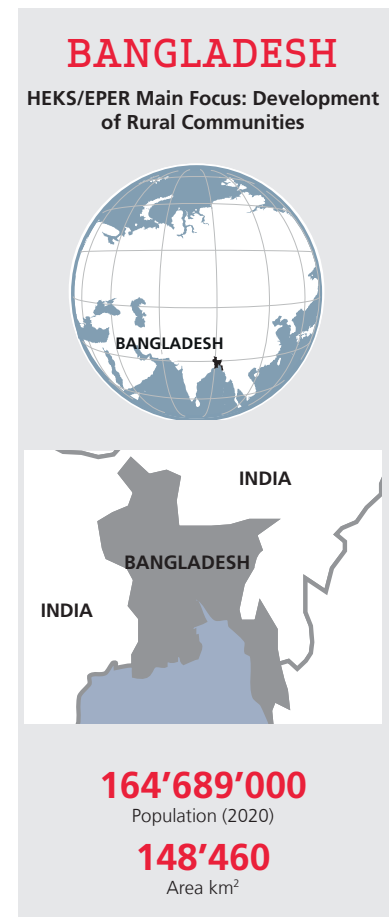 BANGLADESH
HEKS/EPER Main Focus: Development
of Rural Communities
BANGLADESH
INDIA
BANGLADESH
INDIA
164’689’000
Population (2020)
148’460
Area km²